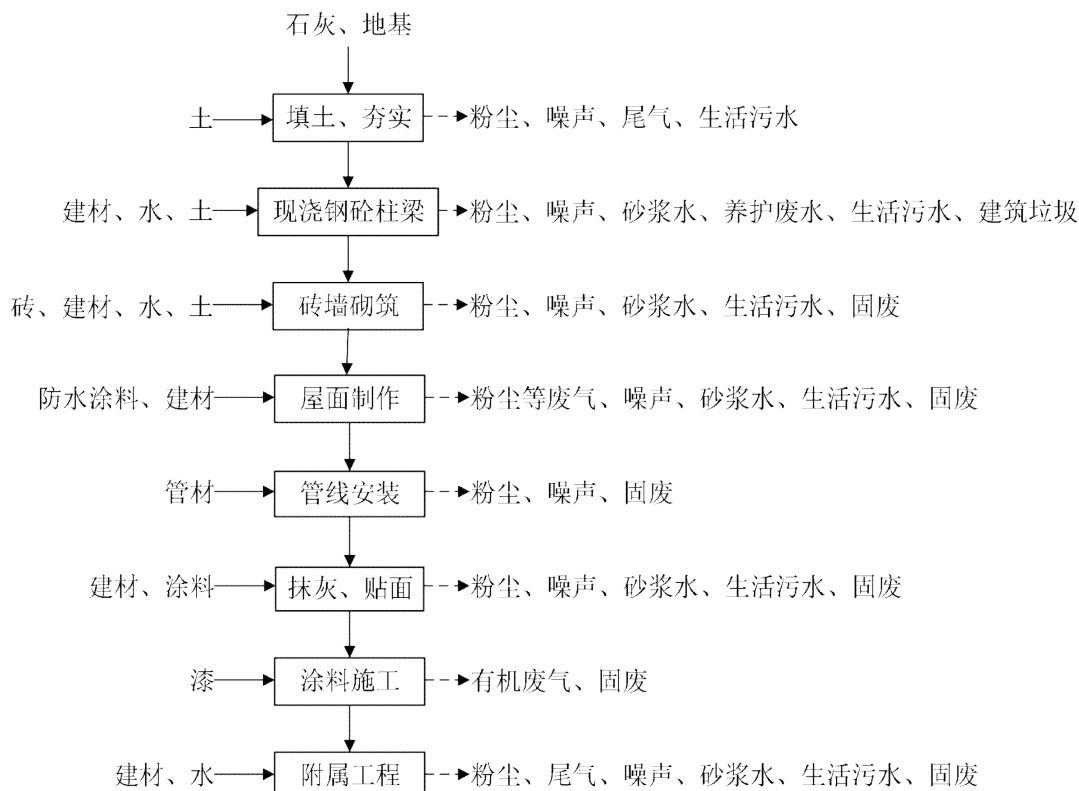 石灰、地基
土 填土、夯实 粉尘、噪声、尾气、生活污水
建材、水、土 现浇钢砼柱梁 粉尘、噪声、砂浆水、养护废水、生活污水、建筑垃圾
砖、建材、水、土 砖墙砌筑 粉尘、噪声、砂浆水、生活污水、固废
防水涂料、建材 屋面制作 粉尘等废气、噪声、砂浆水、生活污水、固废
管材 管线安装 粉尘、噪声、固废
建材、涂料 抹灰、贴面 粉尘、噪声、砂浆水、生活污水、固废
漆 涂料施工 有机废气、固废
建材、水 附属工程 粉尘、尾气、噪声、砂浆水、生活污水、固废